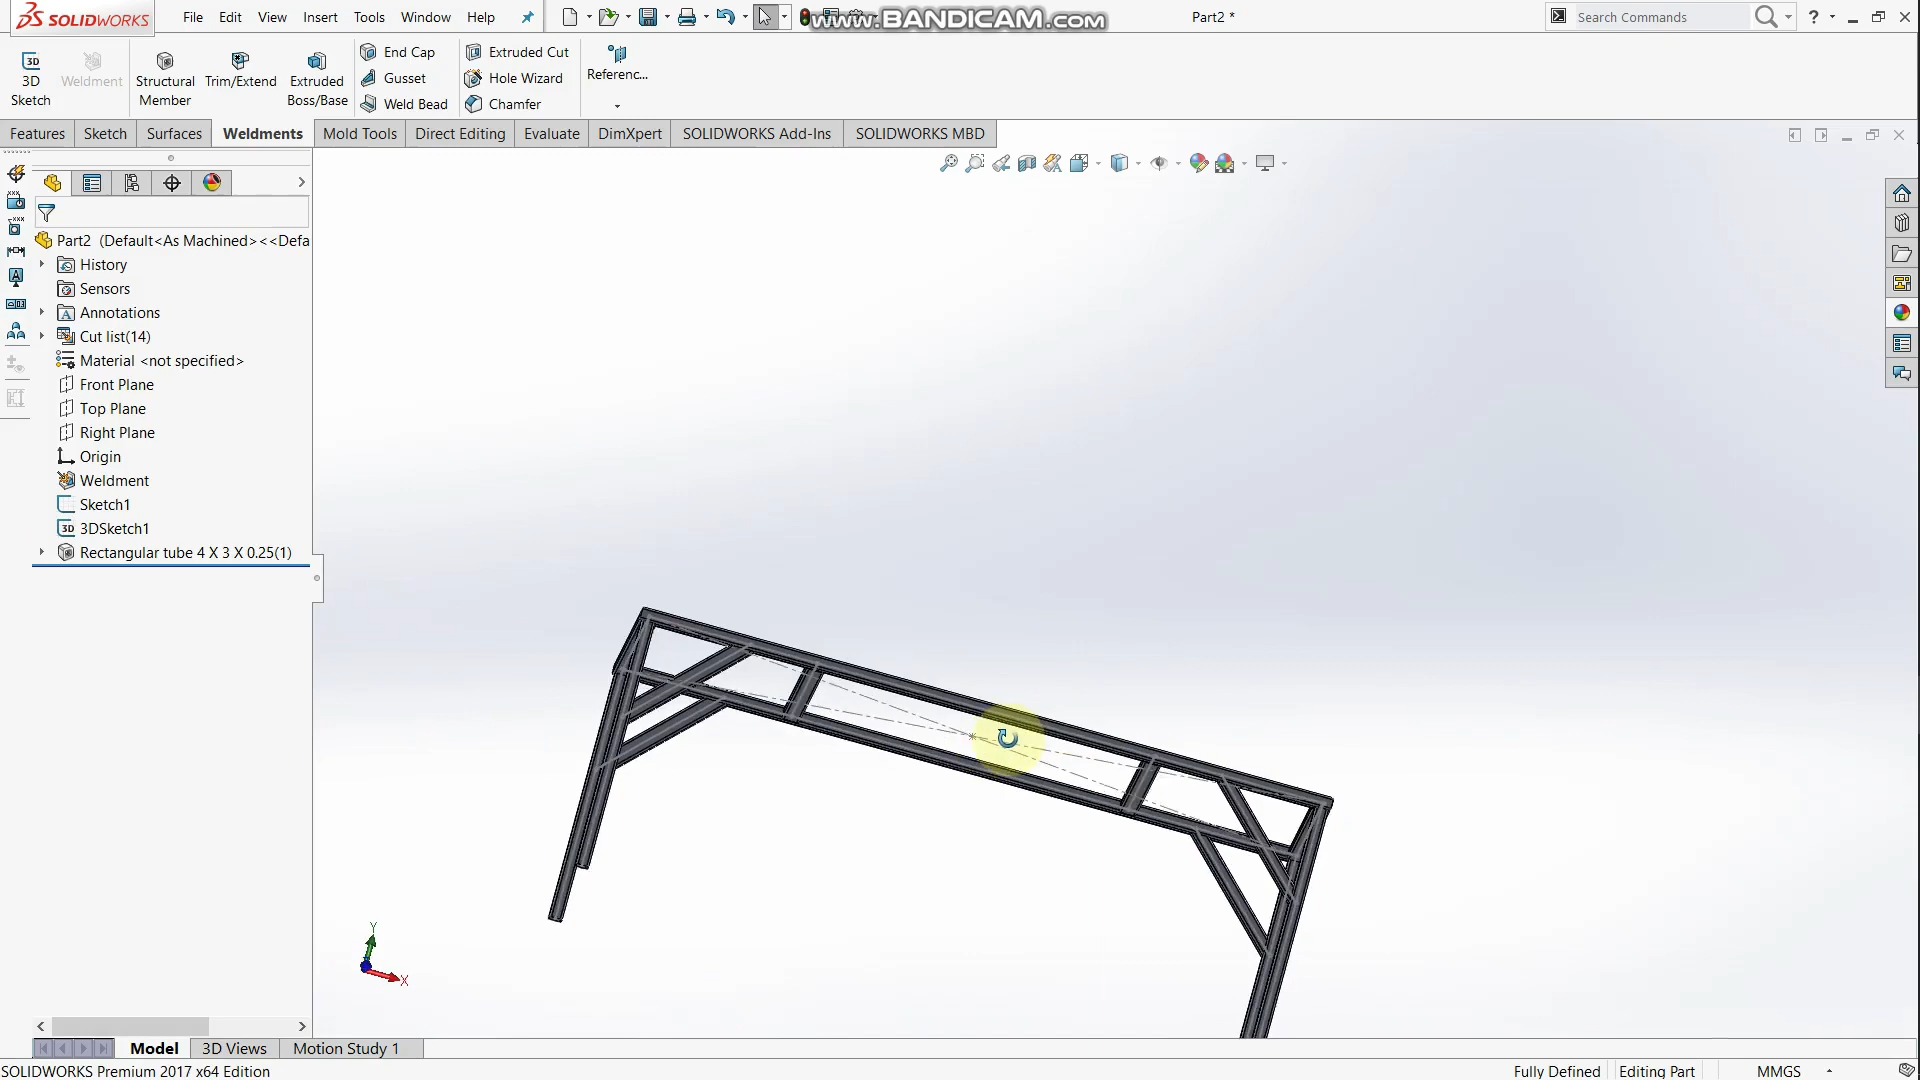 SOLIDWORKS File Edit View Insert Tools Window Help www.BANDICAM.com Part2 * Search Commands ?
3D Sketch Weldment Structural Member Trim/Extend Extruded Boss/Base
End Cap Extruded Cut Referenc...
Gusset Hole Wizard
Weld Bead Chamfer
Features Sketch Surfaces Weldments Mold Tools Direct Editing Evaluate DimXpert SOLIDWORKS Add-Ins SOLIDWORKS MBD
Part2 (Default<As Machined><<Defa
History
Sensors
Annotations
Cut list(14)
Material <not specified>
Front Plane
Top Plane
Right Plane
Origin
Weldment
Sketch1
3D 3DSketch1
Rectangular tube 4 X 3 X 0.25(1)
Y
X
Model 3D Views Motion Study 1
SOLIDWORKS Premium 2017 x64 Edition Fully Defined Editing Part MMGS